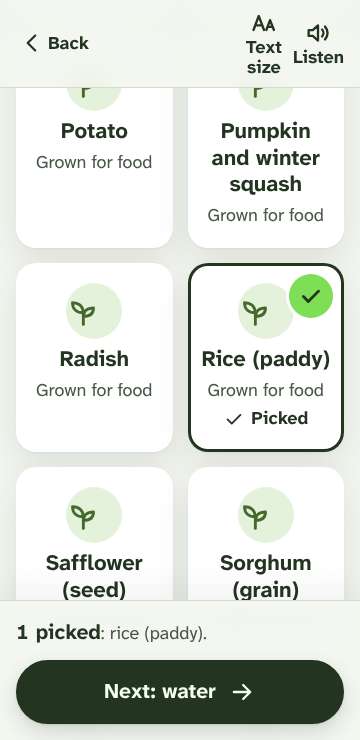 Back
Text
size
Listen
Potato
Grown for food
Pumpkin
and winter
squash
Grown for food
Radish
Grown for food
Rice (paddy)
Grown for food
Picked
Safflower
(seed)
Sorghum
(grain)
1 picked: rice (paddy).
Next: water